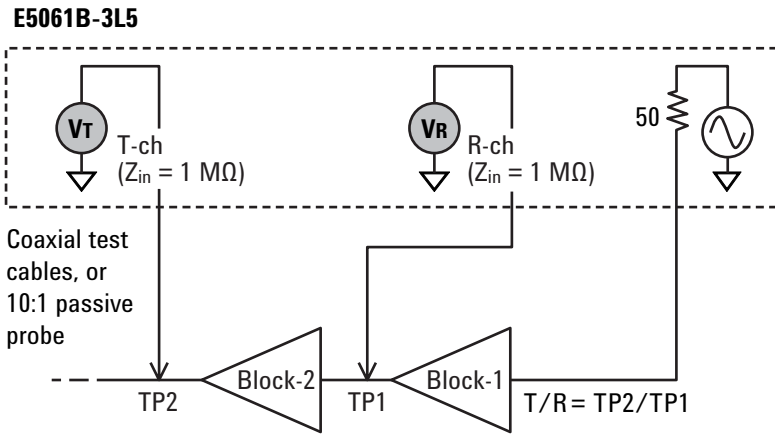 E5061B-3L5
VT
T-ch
(Zin = 1 MΩ)
VR
R-ch
(Zin = 1 MΩ)
50
Coaxial test
cables, or
10:1 passive
probe
Block-2
Block-1
TP2
TP1
T/R = TP2/TP1